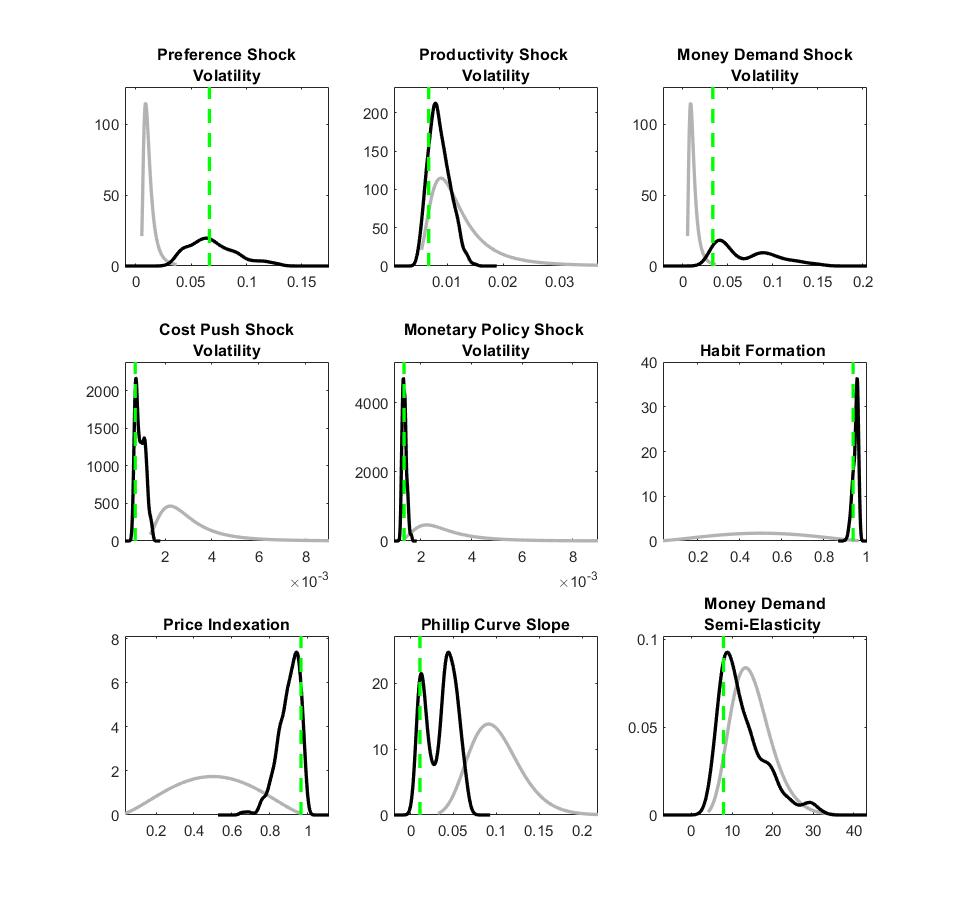 Preference Shock
Volatility
Productivity Shock
Volatility
Money Demand Shock
Volatility
100
50
0
0 0.05 0.1 0.15
200
150
100
50
0
0.01 0.02 0.03
100
50
0
0 0.05 0.1 0.15 0.2
Cost Push Shock
Volatility
Monetary Policy Shock
Volatility
Habit Formation
2000
1500
1000
500
0
2 4 6 8
×10-3
4000
2000
0
2 4 6 8
×10-3
40
30
20
10
0
0.2 0.4 0.6 0.8 1
Price Indexation
Phillip Curve Slope
Money Demand
Semi-Elasticity
8
6
4
2
0
0.2 0.4 0.6 0.8 1
20
10
0
0 0.05 0.1 0.15 0.2
0.1
0.05
0
0 10 20 30 40